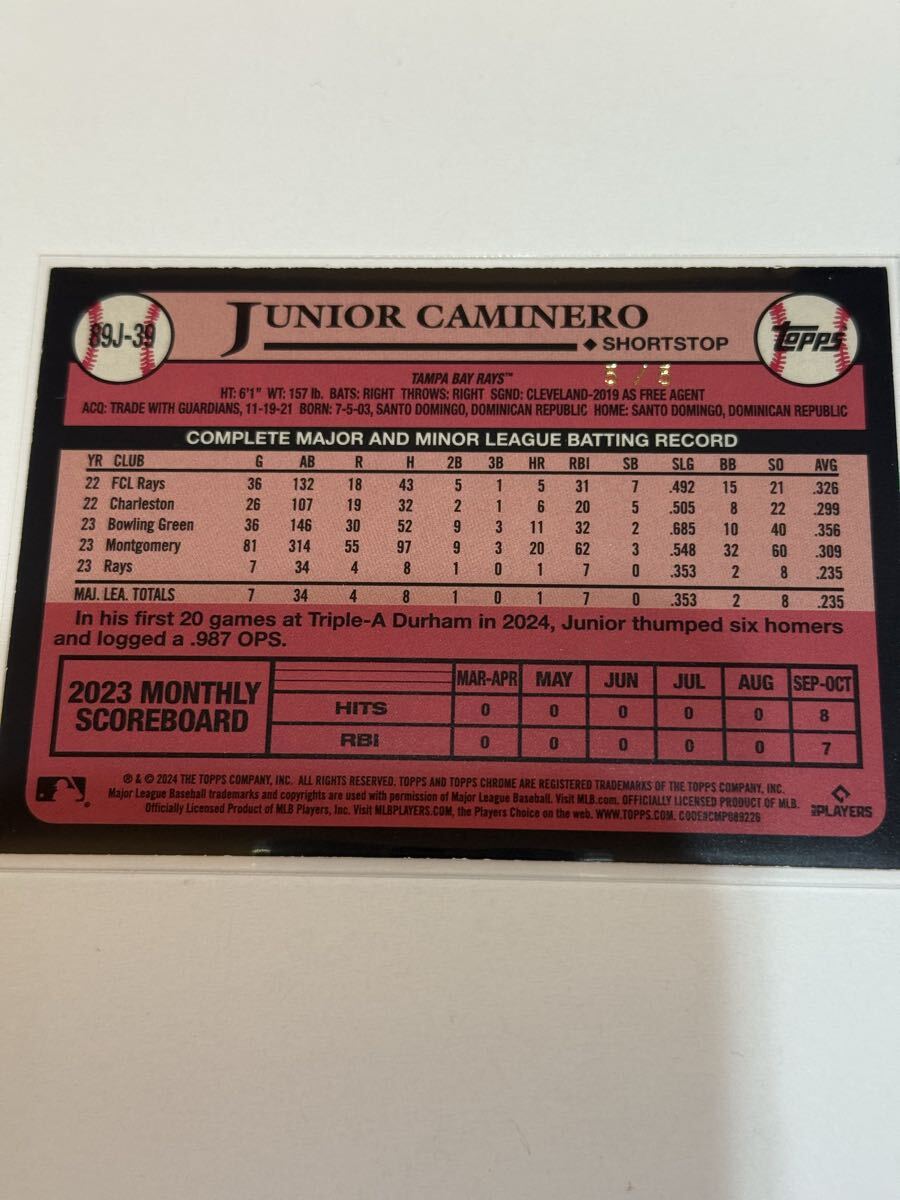 89J-39
JUNIOR CAMINERO
◆ SHORTSTOP
TOPPS
TAMPA BAY RAYS™
5 / 5
HT: 6'1" WT: 157 lb. BATS: RIGHT THROWS: RIGHT SGND: CLEVELAND-2019 AS FREE AGENT
ACQ: TRADE WITH GUARDIANS, 11-19-21 BORN: 7-5-03, SANTO DOMINGO, DOMINICAN REPUBLIC HOME: SANTO DOMINGO, DOMINICAN REPUBLIC
COMPLETE MAJOR AND MINOR LEAGUE BATTING RECORD
YR CLUB G AB R H 2B 3B HR RBI SB SLG BB SO AVG
22 FCL Rays 36 132 18 43 5 1 5 31 7 .492 15 21 .326
22 Charleston 26 107 19 32 2 1 6 20 5 .505 8 22 .299
23 Bowling Green 36 146 30 52 9 3 11 32 2 .685 10 40 .356
23 Montgomery 81 314 55 97 9 3 20 62 3 .548 32 60 .309
23 Rays 7 34 4 8 1 0 1 7 0 .353 2 8 .235
MAJ. LEA. TOTALS 7 34 4 8 1 0 1 7 0 .353 2 8 .235
In his first 20 games at Triple-A Durham in 2024, Junior thumped six homers
and logged a .987 OPS.
2023 MONTHLY
SCOREBOARD
MAR-APR MAY JUN JUL AUG SEP-OCT
HITS 0 0 0 0 0 8
RBI 0 0 0 0 0 7
® & © 2024 THE TOPPS COMPANY, INC. ALL RIGHTS RESERVED. TOPPS AND TOPPS CHROME ARE REGISTERED TRADEMARKS OF THE TOPPS COMPANY, INC.
Major League Baseball trademarks and copyrights are used with permission of Major League Baseball. Visit MLB.com. OFFICIALLY LICENSED PRODUCT OF MLB.
Officially Licensed Product of MLB Players, Inc. Visit MLBPLAYERS.COM, the Players Choice on the web. WWW.TOPPS.COM. CODE#CMP089226
MLB PLAYERS